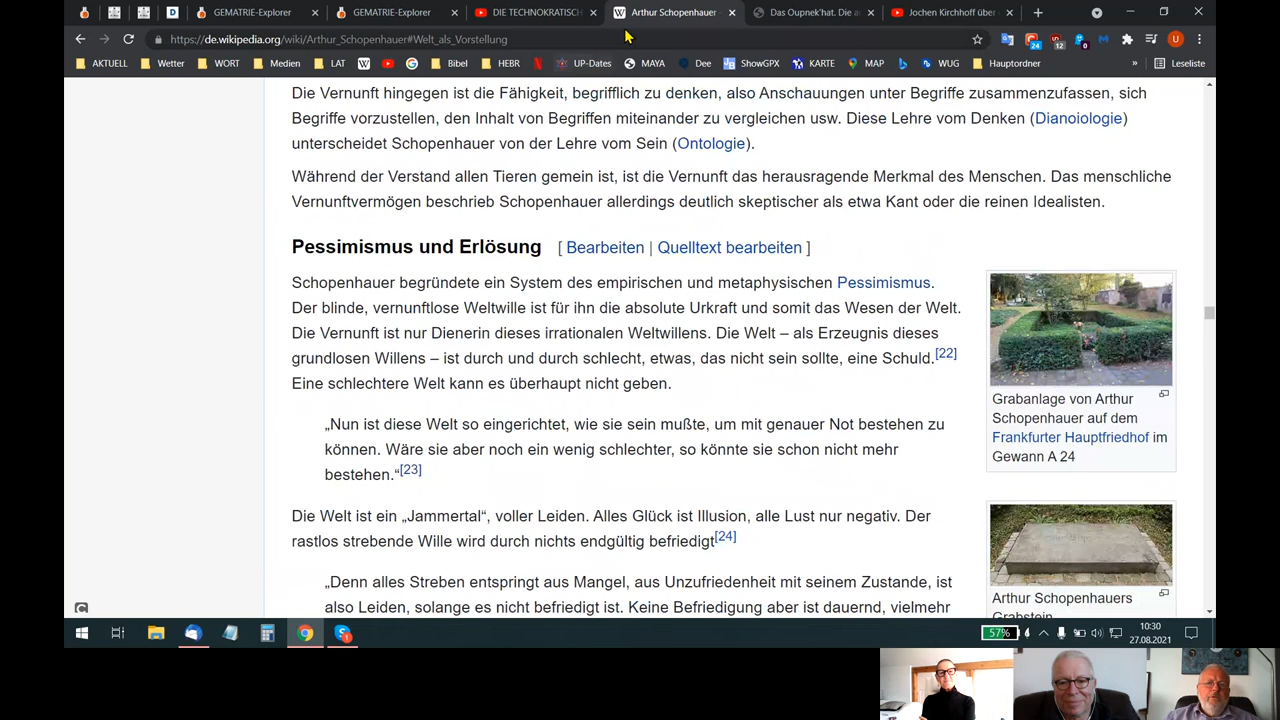 GEMATRIE-Explorer
GEMATRIE-Explorer
DIE TECHNOKRATISCH
Arthur Schopenhauer
Das Oupnek'hat. Die a
Jochen Kirchhoff über
https://de.wikipedia.org/wiki/Arthur_Schopenhauer#Welt_als_Vorstellung
AKTUELL Wetter WORT Medien LAT Bibel HEBR UP-Dates MAYA Dee ShowGPX KARTE MAP WUG Hauptordner » Leseliste
Die Vernunft hingegen ist die Fähigkeit, begrifflich zu denken, also Anschauungen unter Begriffe zusammenzufassen, sich
Begriffe vorzustellen, den Inhalt von Begriffen miteinander zu vergleichen usw. Diese Lehre vom Denken (Dianoiologie)
unterscheidet Schopenhauer von der Lehre vom Sein (Ontologie).
Während der Verstand allen Tieren gemein ist, ist die Vernunft das herausragende Merkmal des Menschen. Das menschliche
Vernunftvermögen beschrieb Schopenhauer allerdings deutlich skeptischer als etwa Kant oder die reinen Idealisten.
Pessimismus und Erlösung [ Bearbeiten | Quelltext bearbeiten ]
Schopenhauer begründete ein System des empirischen und metaphysischen Pessimismus.
Der blinde, vernunftlose Weltwille ist für ihn die absolute Urkraft und somit das Wesen der Welt.
Die Vernunft ist nur Dienerin dieses irrationalen Weltwillens. Die Welt – als Erzeugnis dieses
grundlosen Willens – ist durch und durch schlecht, etwas, das nicht sein sollte, eine Schuld.[22]
Eine schlechtere Welt kann es überhaupt nicht geben.
„Nun ist diese Welt so eingerichtet, wie sie sein mußte, um mit genauer Not bestehen zu
können. Wäre sie aber noch ein wenig schlechter, so könnte sie schon nicht mehr
bestehen.“[23]
Die Welt ist ein „Jammertal“, voller Leiden. Alles Glück ist Illusion, alle Lust nur negativ. Der
rastlos strebende Wille wird durch nichts endgültig befriedigt[24]
„Denn alles Streben entspringt aus Mangel, aus Unzufriedenheit mit seinem Zustande, ist
also Leiden, solange es nicht befriedigt ist. Keine Befriedigung aber ist dauernd, vielmehr
Grabanlage von Arthur
Schopenhauer auf dem
Frankfurter Hauptfriedhof im
Gewann A 24
Arthur Schopenhauers
Grabstein
57%
10:30
27.08.2021